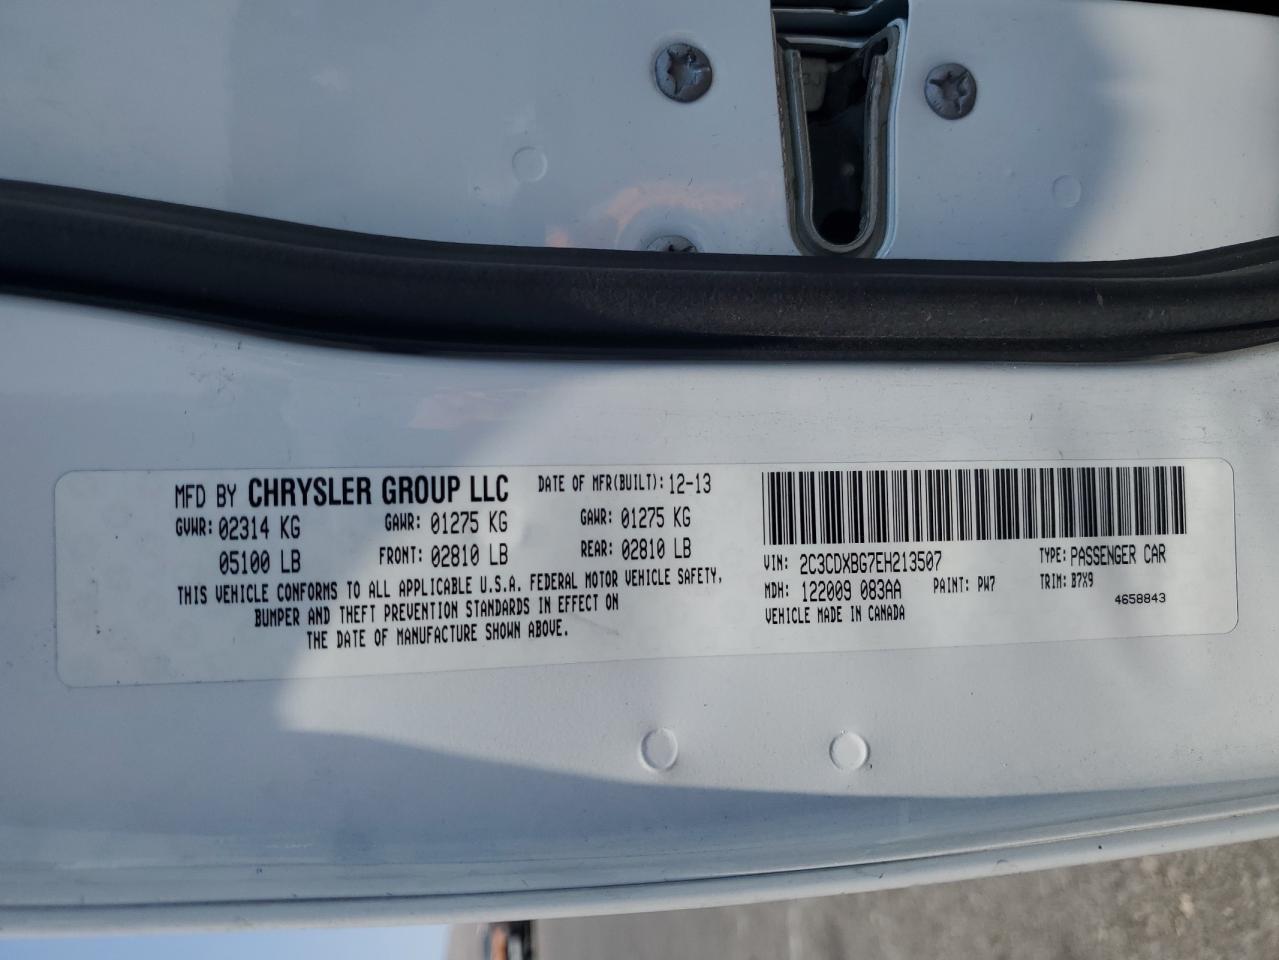 MFD BY CHRYSLER GROUP LLC DATE OF MFR(BUILT): 12-13
GVWR: 02314 KG GAWR: 01275 KG GAWR: 01275 KG
05100 LB FRONT: 02810 LB REAR: 02810 LB
THIS VEHICLE CONFORMS TO ALL APPLICABLE U.S.A. FEDERAL MOTOR VEHICLE SAFETY,
BUMPER AND THEFT PREVENTION STANDARDS IN EFFECT ON
THE DATE OF MANUFACTURE SHOWN ABOVE.
VIN: 2C3CDXBG7EH213507 TYPE: PASSENGER CAR
MDH: 122009 083AA PAINT: PW7 TRIM: B7X9
VEHICLE MADE IN CANADA 4658843